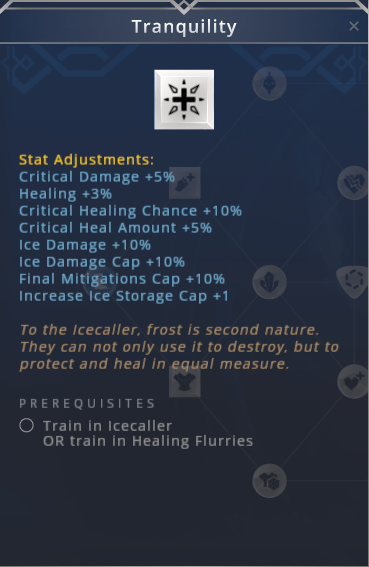 Tranquility
Stat Adjustments:
Critical Damage +5%
Healing +3%
Critical Healing Chance +10%
Critical Heal Amount +5%
Ice Damage +10%
Ice Damage Cap +10%
Final Mitigations Cap +10%
Increase Ice Storage Cap +1
To the Icecaller, frost is second nature.
They can not only use it to destroy, but to
protect and heal in equal measure.
PREREQUISITES
Train in Icecaller
OR train in Healing Flurries